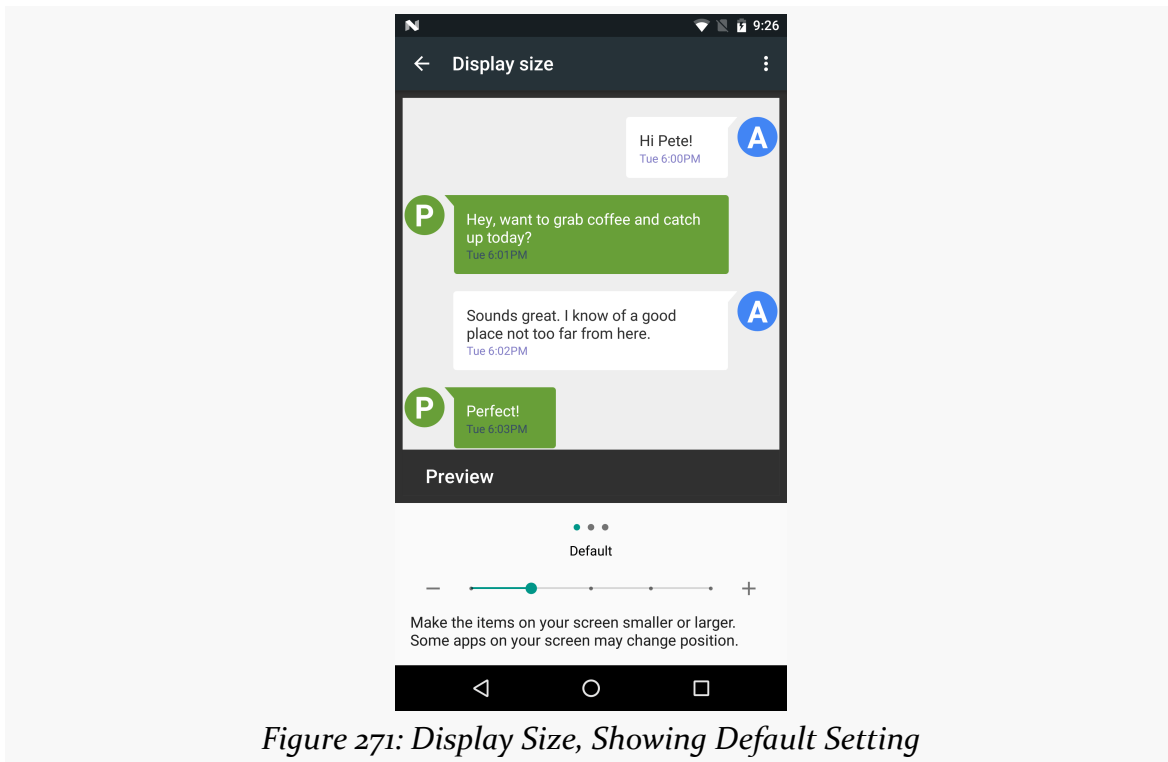 9:26
Display size
Hi Pete!
Tue 6:00PM
A
P
Hey, want to grab coffee and catch
up today?
Tue 6:01PM
Sounds great. I know of a good
place not too far from here.
Tue 6:02PM
A
P
Perfect!
Tue 6:03PM
Preview
Default
Make the items on your screen smaller or larger.
Some apps on your screen may change position.
Figure 271: Display Size, Showing Default Setting